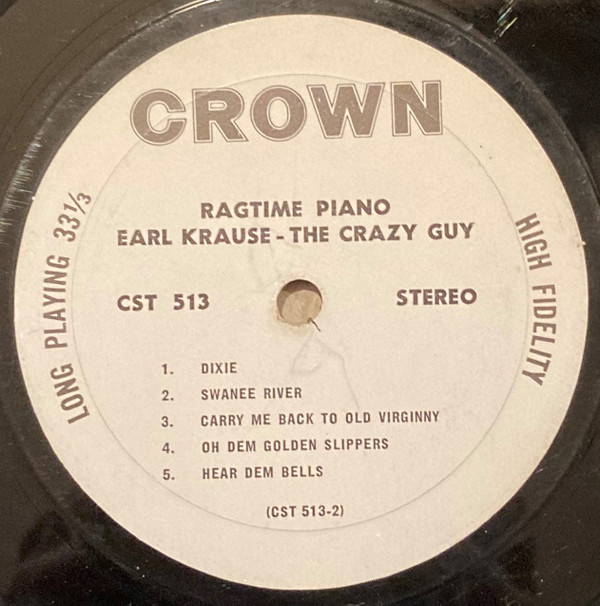 CROWN
RAGTIME PIANO
EARL KRAUSE - THE CRAZY GUY
CST 513
STEREO
LONG PLAYING 33⅓
HIGH FIDELITY
1. DIXIE
2. SWANEE RIVER
3. CARRY ME BACK TO OLD VIRGINNY
4. OH DEM GOLDEN SLIPPERS
5. HEAR DEM BELLS
(CST 513-2)